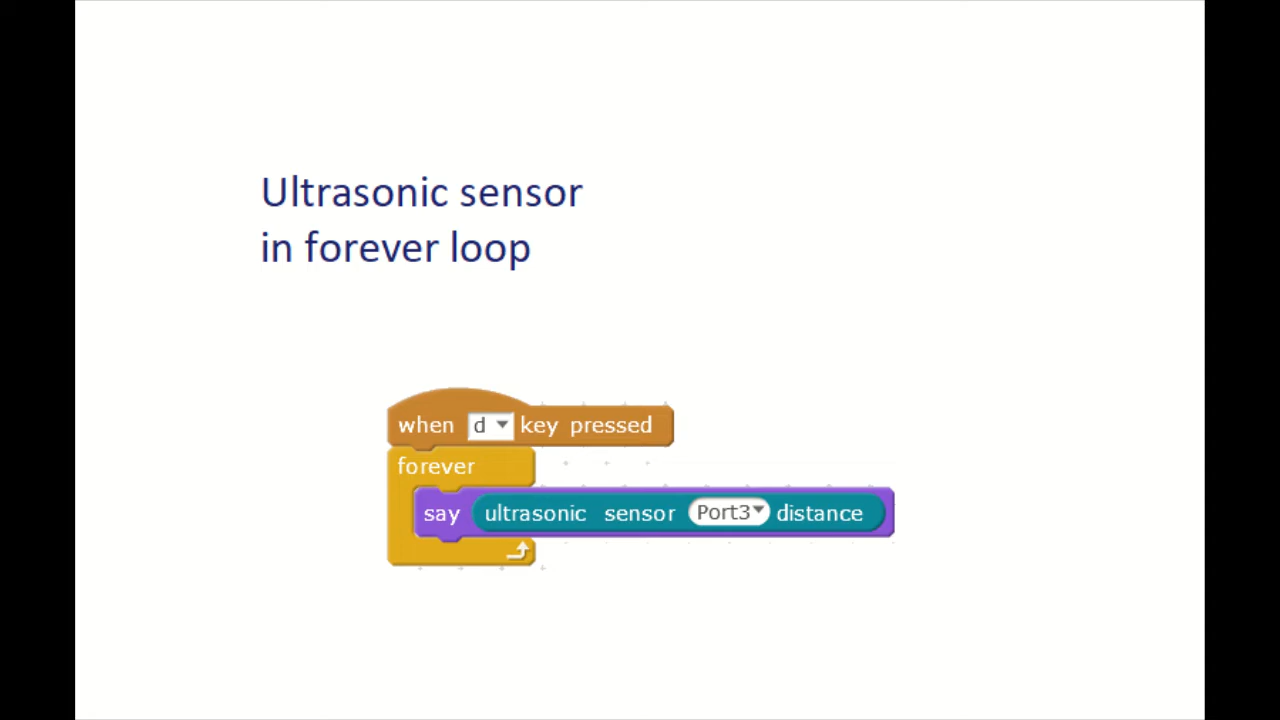 Ultrasonic sensor
in forever loop
when d key pressed
forever
say ultrasonic sensor Port3 distance